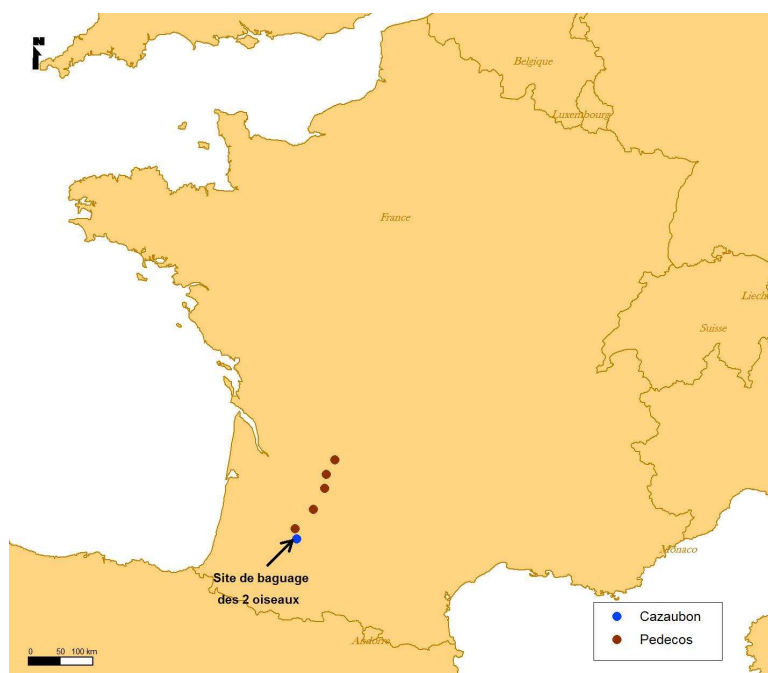 N
Belgique
Luxembourg
France
Liech
Suisse
Monaco
Site de baguage
des 2 oiseaux
Cazaubon
Pedecos
Andorre
0 50 100 km